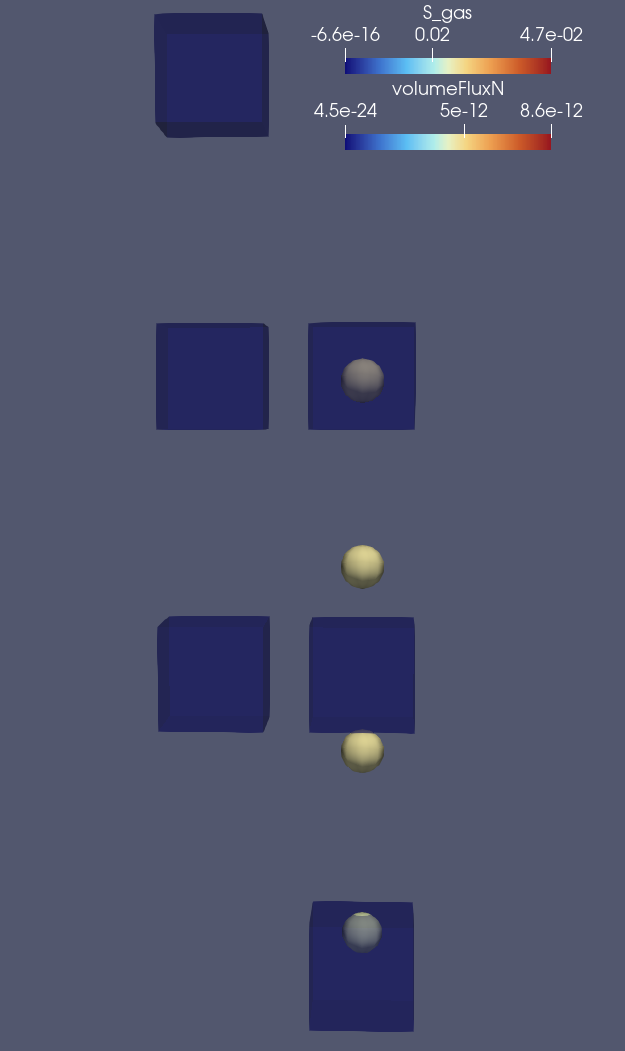 S_gas
-6.6e-16 0.02 4.7e-02
volumeFluxN
4.5e-24 5e-12 8.6e-12